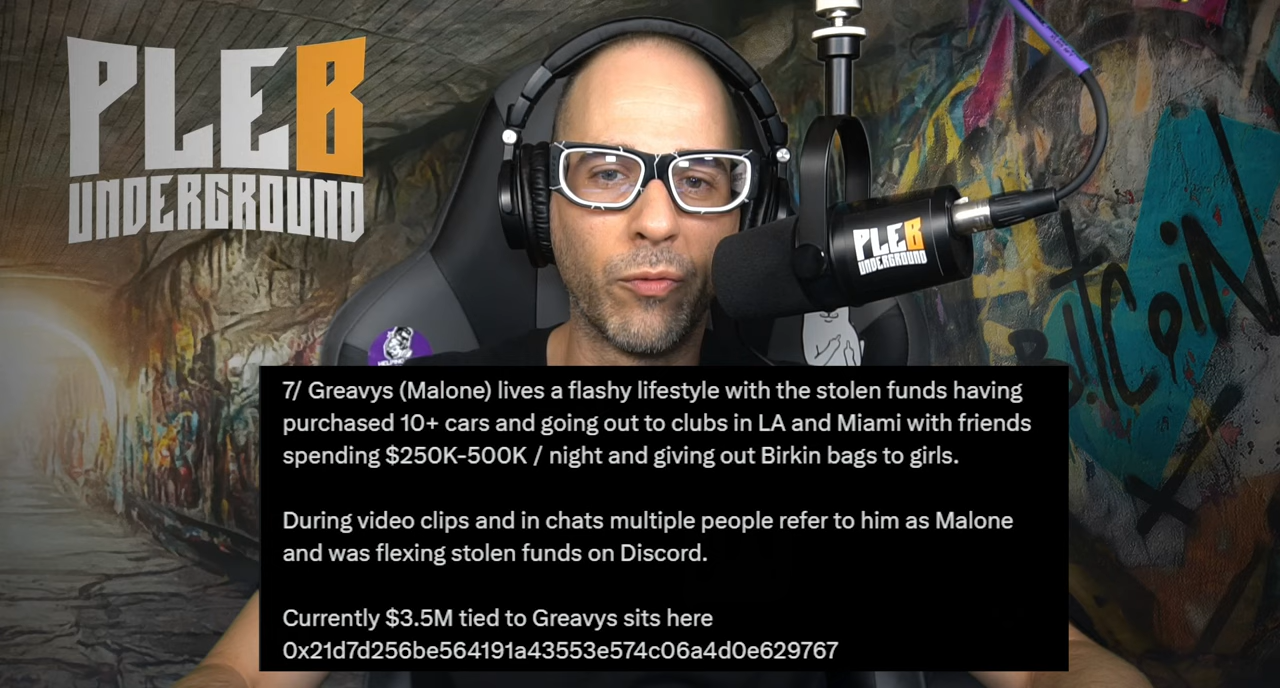 PLEB
UNDERGROUND
PLEB
UNDERGROUND
BitCoiN
7/ Greavys (Malone) lives a flashy lifestyle with the stolen funds having
purchased 10+ cars and going out to clubs in LA and Miami with friends
spending $250K-500K / night and giving out Birkin bags to girls.
During video clips and in chats multiple people refer to him as Malone
and was flexing stolen funds on Discord.
Currently $3.5M tied to Greavys sits here
0x21d7d256be564191a43553e574c06a4d0e629767